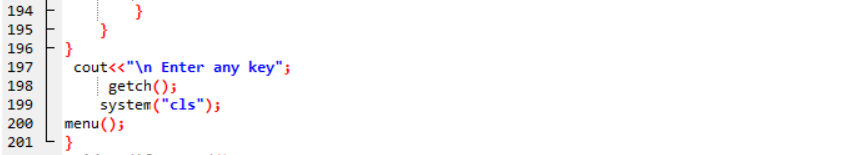 194 }
195 }
196 }
197 cout<<"\n Enter any key";
198 getch();
199 system("cls");
200 menu();
201 }